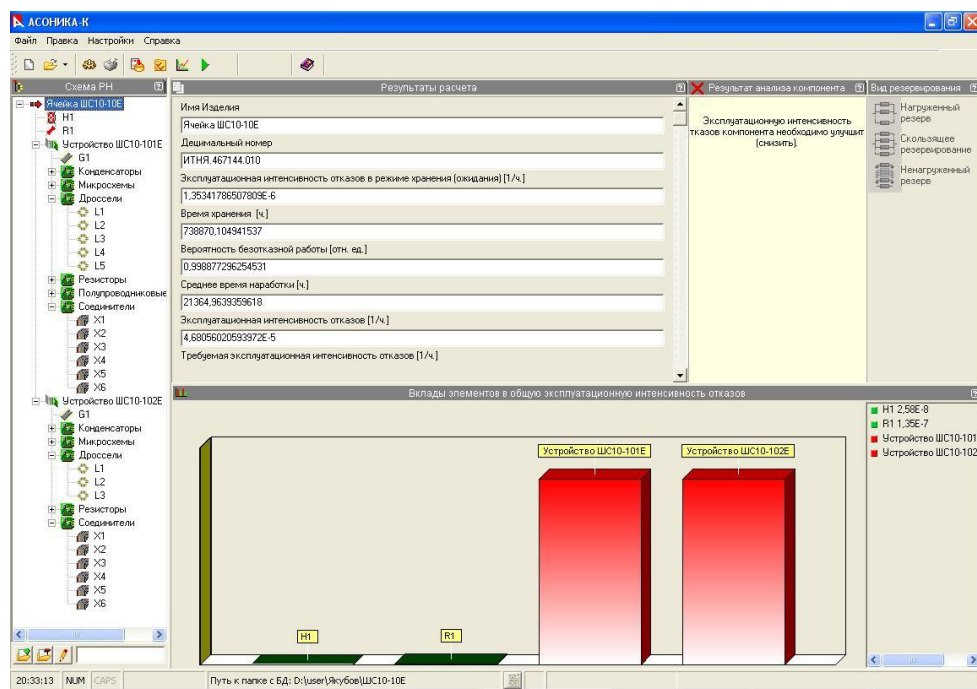 АСОНИКА-К
Файл Правка Настройки Справка
Схема РН
Ячейка ШС10-10Е
H1
R1
Устройство ШС10-101Е
G1
Конденсаторы
Микросхемы
Дроссели
L1
L2
L3
L4
L5
Резисторы
Полупроводниковые
Соединители
X1
X2
X3
X4
X5
X6
Устройство ШС10-102Е
G1
Конденсаторы
Микросхемы
Дроссели
L1
L2
L3
Резисторы
Соединители
X1
X2
X3
X4
X5
X6
Результаты расчета
Имя Изделия
Ячейка ШС10-10Е
Децимальный номер
ИТНЯ.467144.010
Эксплуатационная интенсивность отказов в режиме хранения (ожидания) [1/ч.]
1,35341786507809E-6
Время хранения [ч.]
738870,104941537
Вероятность безотказной работы [отн. ед.]
0,998877296254531
Среднее время наработки [ч.]
21364,9639359618
Эксплуатационная интенсивность отказов [1/ч.]
4,68056020593972E-5
Требуемая эксплуатационная интенсивность отказов [1/ч.]
Результат анализа компонента
Эксплуатационную интенсивность
тказов компонента необходимо улучшит
(снизить).
Вид резервирования
Нагруженный
резерв
Скользящее
резервирование
Ненагруженный
резерв
Вклады элементов в общую эксплуатационную интенсивность отказов
H1
R1
Устройство ШС10-101Е
Устройство ШС10-102Е
H1 2,58E-8
R1 1,35E-7
Устройство ШС10-101
Устройство ШС10-102
20:33:13 NUM CAPS Путь к папке с БД: D:\user\Якубов\ШС10-10Е